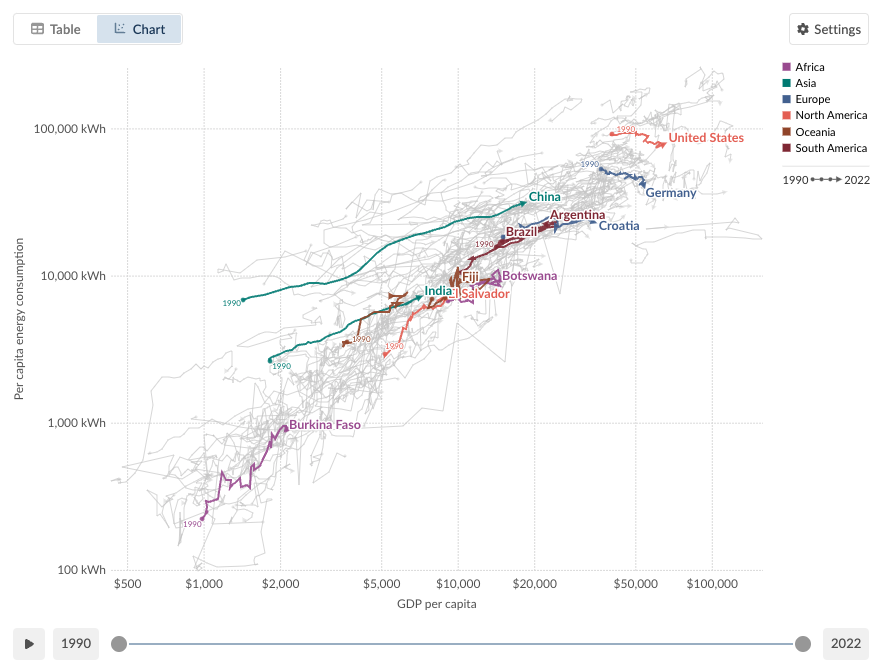 Table
Chart
Settings
Africa
Asia
Europe
North America
Oceania
South America
1990 2022
Per capita energy consumption
100,000 kWh
10,000 kWh
1,000 kWh
100 kWh
1990
United States
1990
Germany
China
Argentina
Croatia
Brazil
1990
Fiji
Botswana
India
El Salvador
1990
1990
1990
1990
Burkina Faso
1990
$500
$1,000
$2,000
$5,000
$10,000
$20,000
$50,000
$100,000
GDP per capita
1990
2022